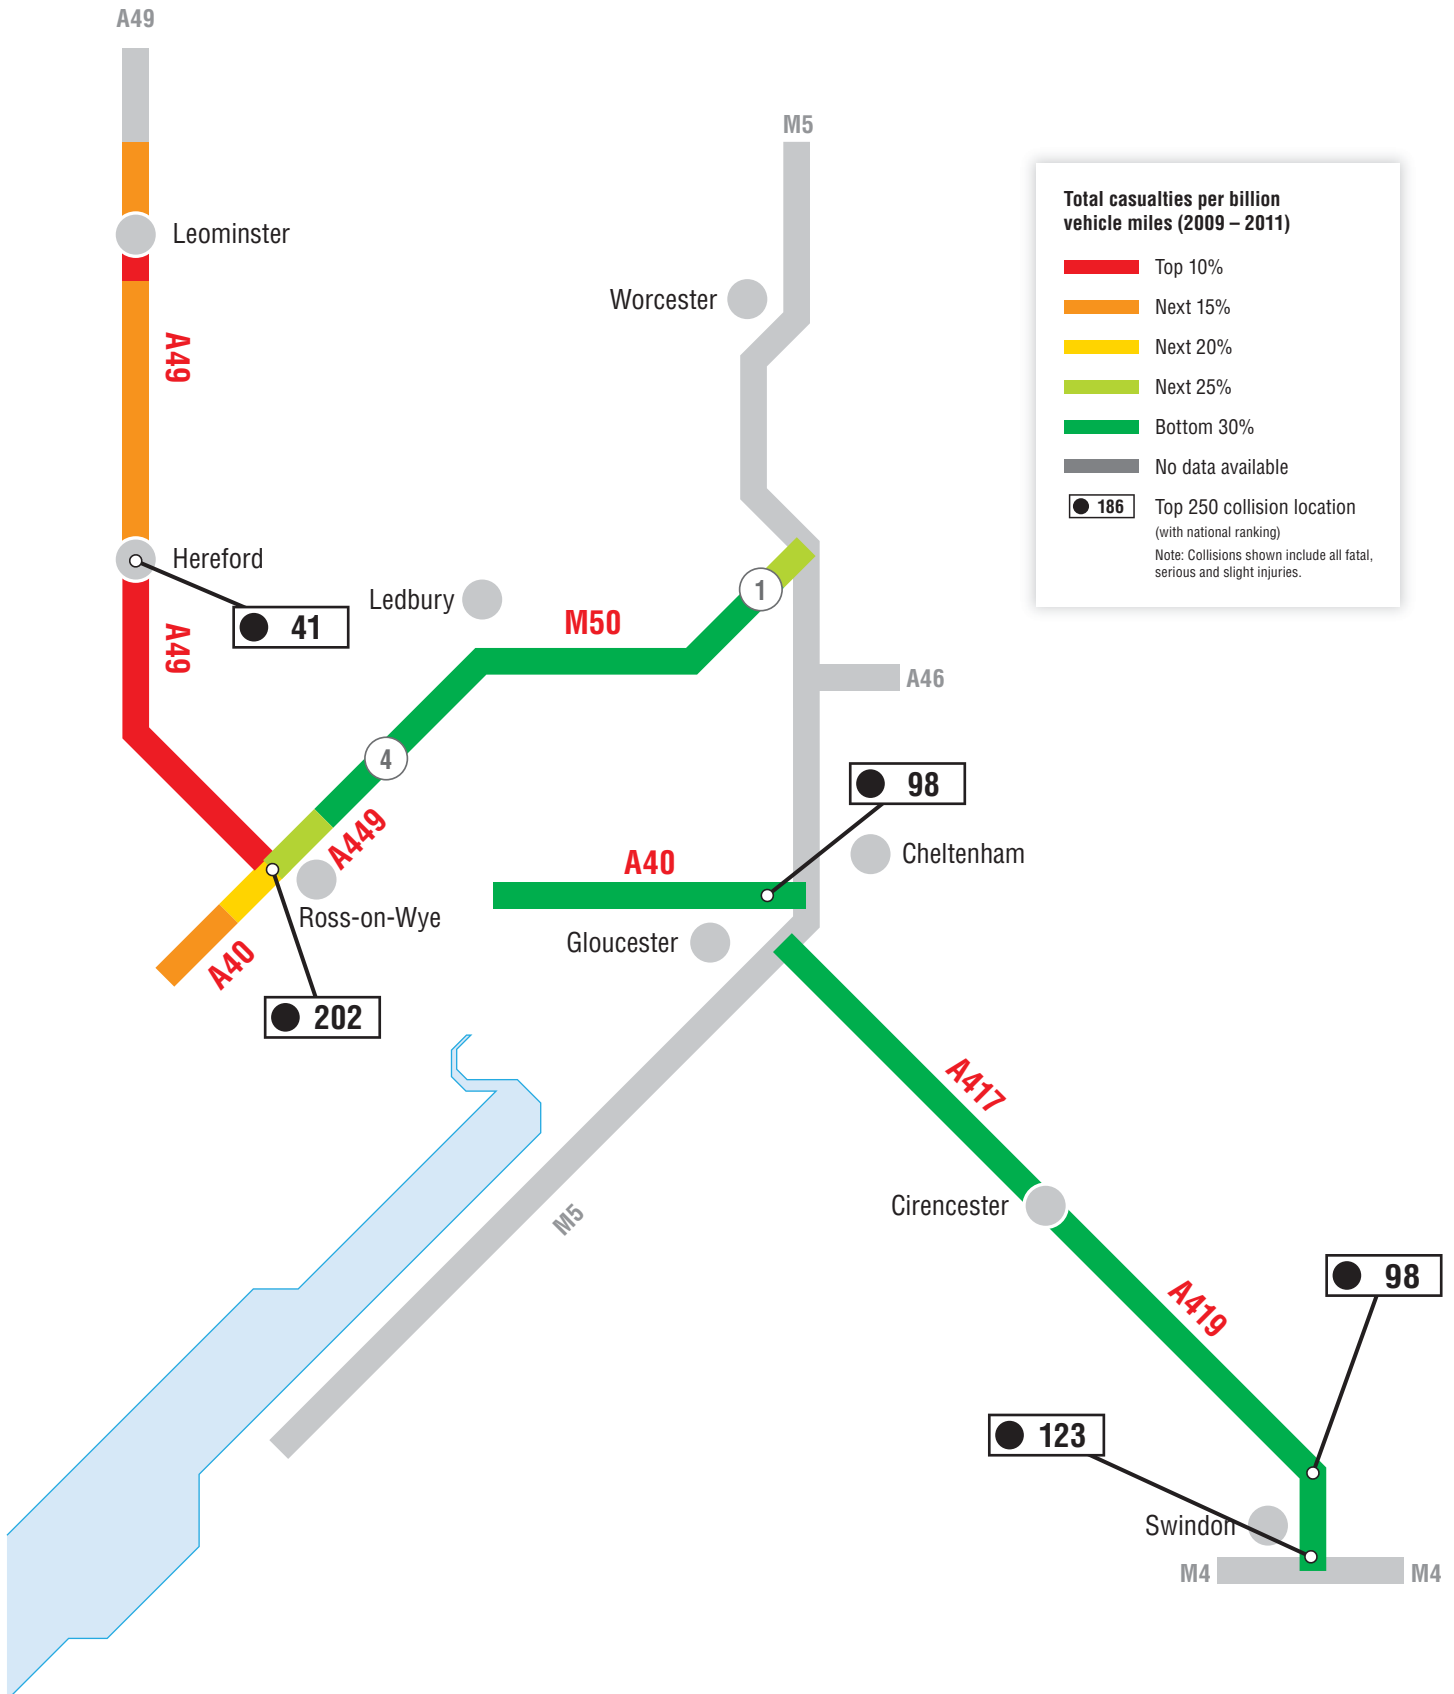 A49
M5
Total casualties per billion
vehicle miles (2009 – 2011)
Top 10%
Next 15%
Next 20%
Next 25%
Bottom 30%
No data available
186
Top 250 collision location
(with national ranking)
Note: Collisions shown include all fatal,
serious and slight injuries.
Leominster
Worcester
A49
Hereford
41
Ledbury
1
M50
A49
A46
4
98
A449
A40
Cheltenham
Ross-on-Wye
Gloucester
A40
202
A417
Cirencester
M5
98
A419
123
Swindon
M4
M4